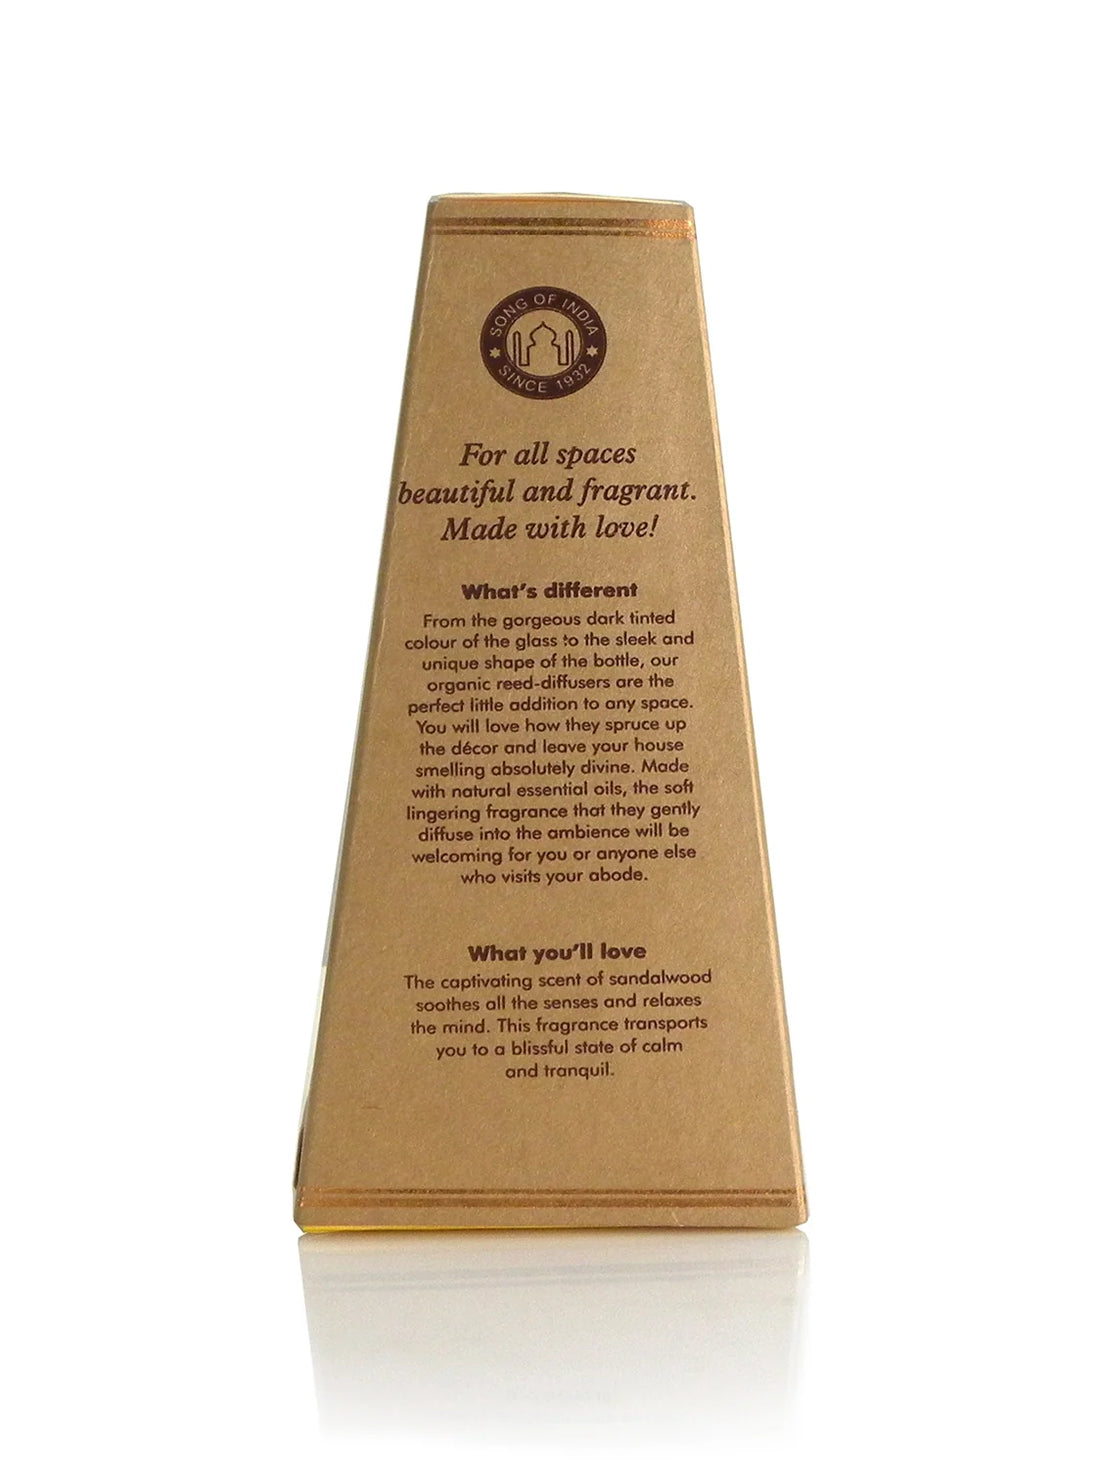 SONG OF INDIA
SINCE 1932
For all spaces
beautiful and fragrant.
Made with love!
What's different
From the gorgeous dark tinted
colour of the glass to the sleek and
unique shape of the bottle, our
organic reed-diffusers are the
perfect little addition to any space.
You will love how they spruce up
the décor and leave your house
smelling absolutely divine. Made
with natural essential oils, the soft
lingering fragrance that they gently
diffuse into the ambience will be
welcoming for you or anyone else
who visits your abode.
What you'll love
The captivating scent of sandalwood
soothes all the senses and relaxes
the mind. This fragrance transports
you to a blissful state of calm
and tranquil.